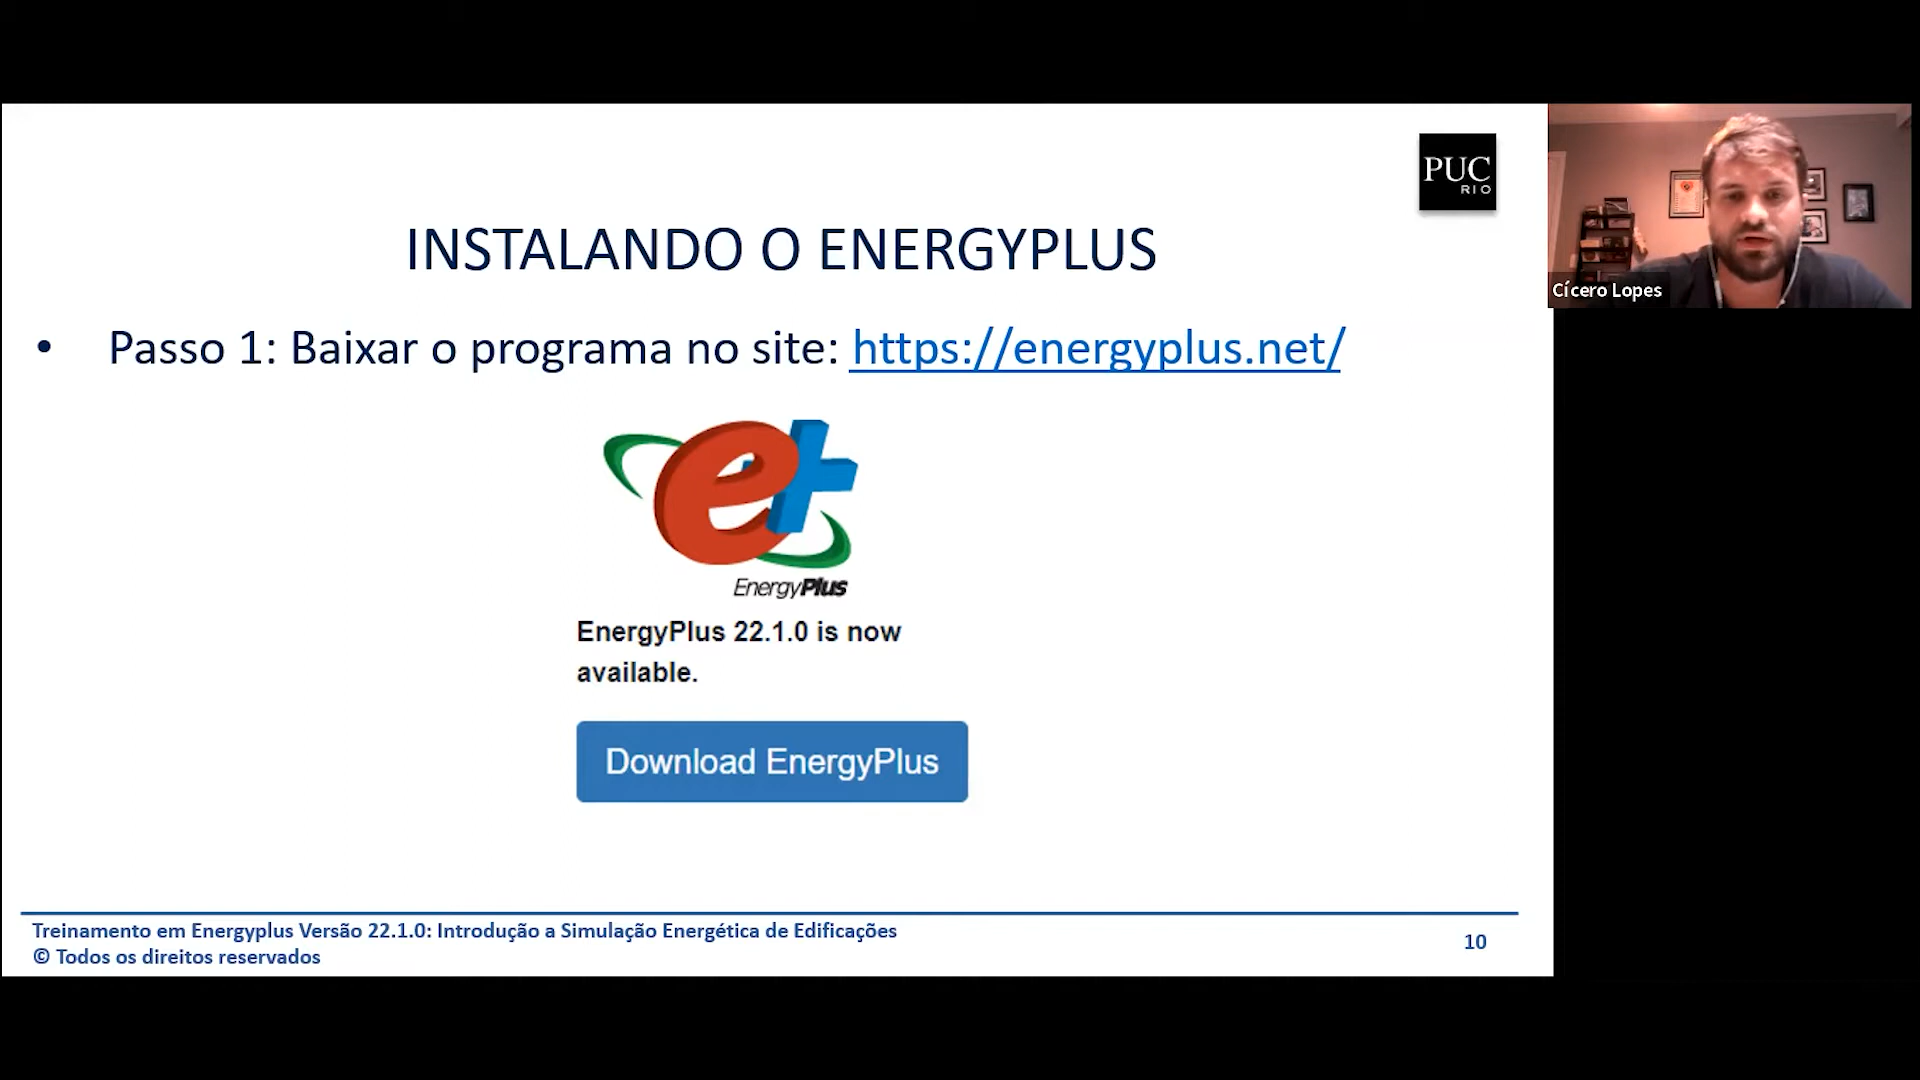 PUC
RIO
INSTALANDO O ENERGYPLUS
• Passo 1: Baixar o programa no site: https://energyplus.net/
e+
EnergyPlus
EnergyPlus 22.1.0 is now
available.
Download EnergyPlus
Treinamento em Energyplus Versão 22.1.0: Introdução a Simulação Energética de Edificações
© Todos os direitos reservados
10
Cícero Lopes